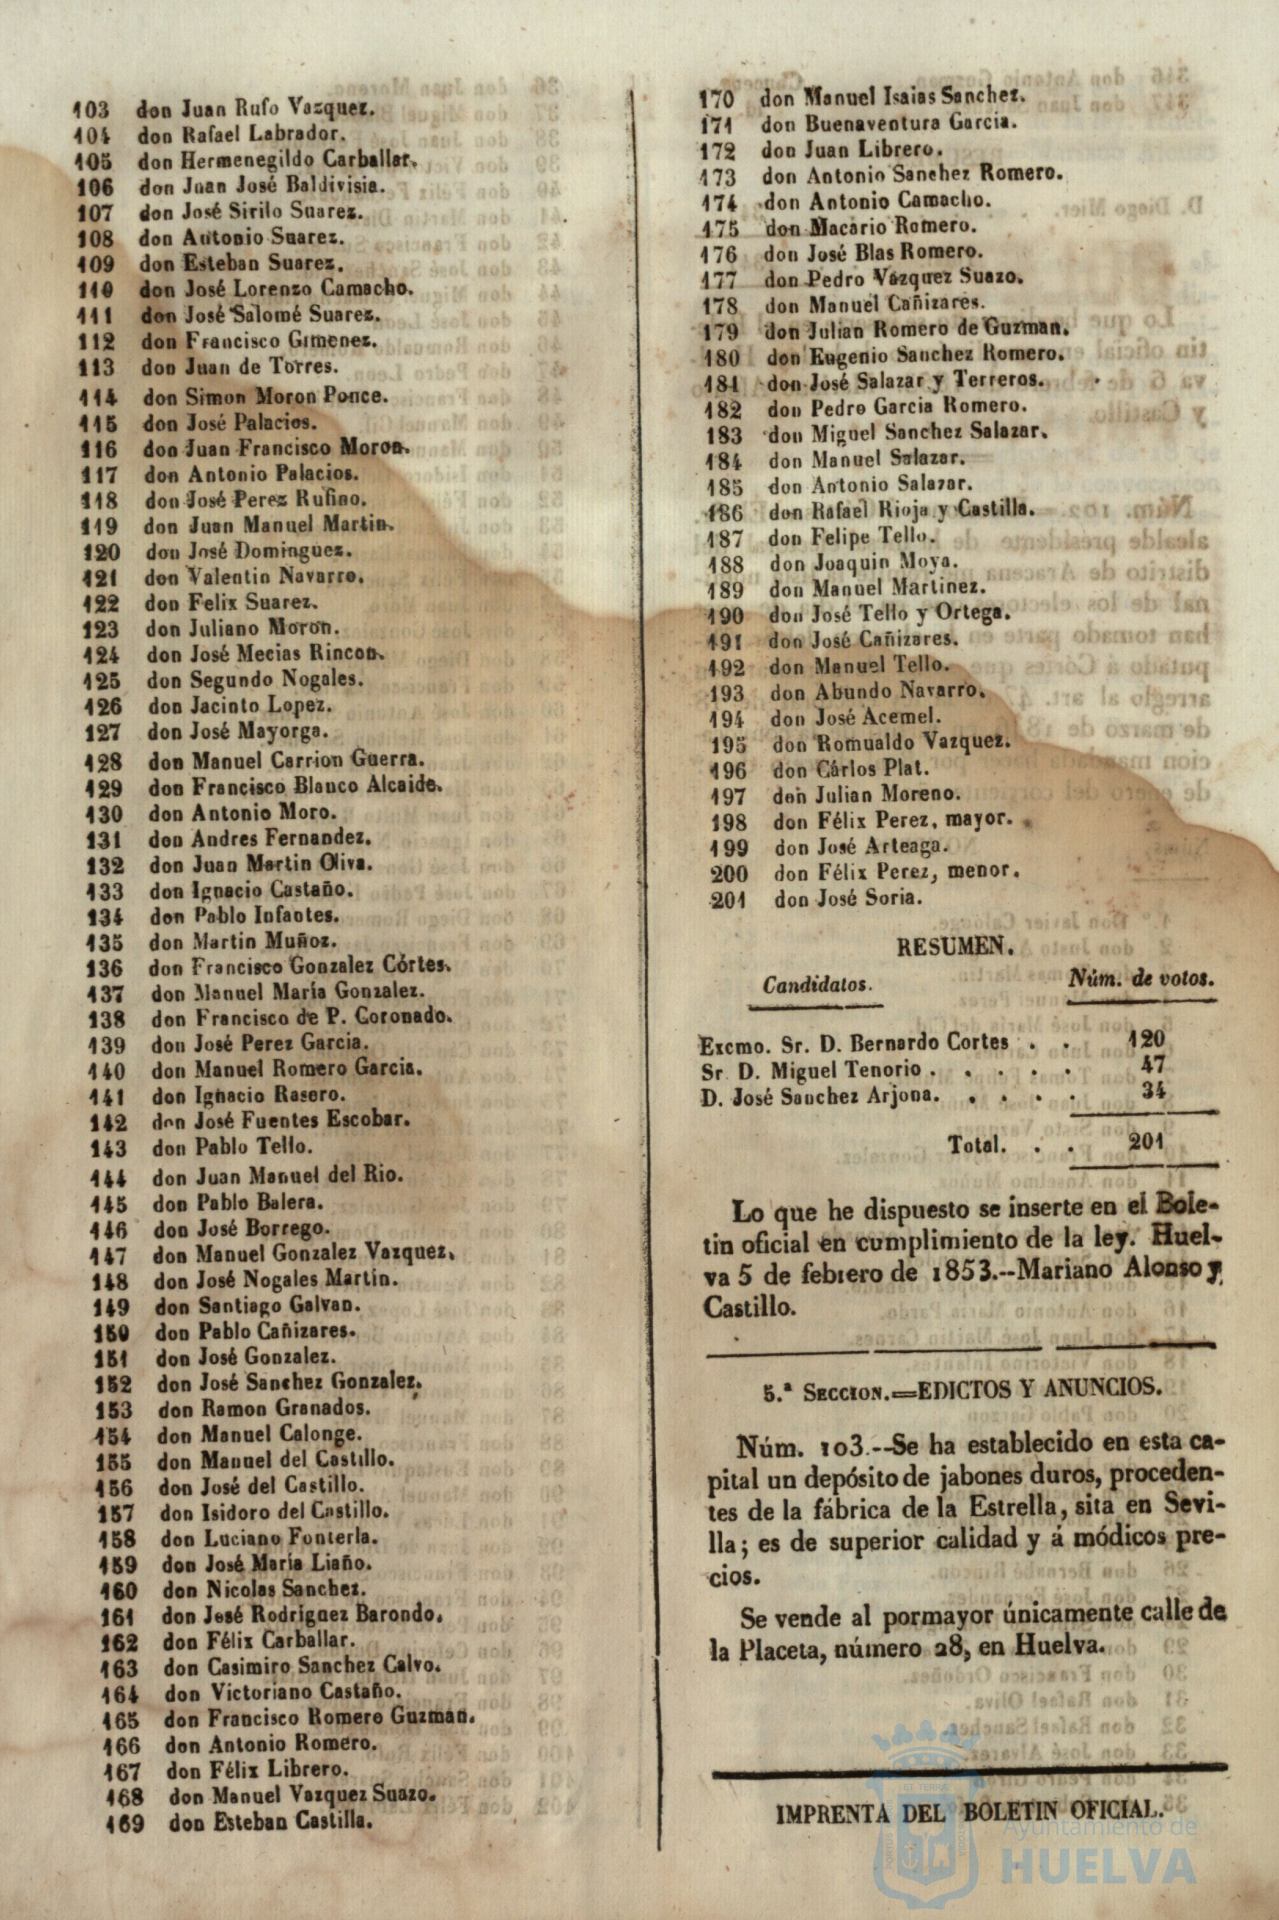 103 don Juan Rufo Vazquez.
104 don Rafael Labrador.
105 don Hermenegildo Carballar.
106 don Juan José Baldivisia.
107 don José Sirilo Suarez.
108 don Antonio Suarez.
109 don Esteban Suarez.
110 don José Lorenzo Camacho.
111 don José Salomé Suarez.
112 don Francisco Gimenez.
113 don Juan de Torres.
114 don Simon Moron Ponce.
115 don José Palacios.
116 don Juan Francisco Moron.
117 don Antonio Palacios.
118 don José Perez Rufino.
119 don Juan Manuel Martin.
120 don José Dominguez.
121 don Valentin Navarro.
122 don Felix Suarez.
123 don Juliano Moron.
124 don José Mecias Rincon.
125 don Segundo Nogales.
126 don Jacinto Lopez.
127 don José Mayorga.
128 don Manuel Carrion Guerra.
129 don Francisco Blanco Alcaide.
130 don Antonio Moro.
131 don Andres Fernandez.
132 don Juan Martin Oliva.
133 don Ignacio Castaño.
134 don Pablo Infantes.
135 don Martin Muñoz.
136 don Francisco Gonzalez Córtes.
137 don Manuel María Gonzalez.
138 don Francisco de P. Coronado.
139 don José Perez Garcia.
140 don Manuel Romero Garcia.
141 don Ignacio Rasero.
142 don José Fuentes Escobar.
143 don Pablo Tello.
144 don Juan Manuel del Rio.
145 don Pablo Balera.
146 don José Borrego.
147 don Manuel Gonzalez Vazquez.
148 don José Nogales Martin.
149 don Santiago Galvan.
150 don Pablo Cañizares.
151 don José Gonzalez.
152 don José Sanchez Gonzalez.
153 don Ramon Granados.
154 don Manuel Calonge.
155 don Manuel del Castillo.
156 don José del Castillo.
157 don Isidoro del Castillo.
158 don Luciano Fonterla.
159 don José María Liaño.
160 don Nicolas Sanchez.
161 don José Rodriguez Barondo.
162 don Félix Carballar.
163 don Casimiro Sanchez Calvo.
164 don Victoriano Castaño.
165 don Francisco Romero Guzman.
166 don Antonio Romero.
167 don Félix Librero.
168 don Manuel Vazquez Suazo.
169 don Esteban Castilla.
170 don Manuel Isaias Sanchez.
171 don Buenaventura Garcia.
172 don Juan Librero.
173 don Antonio Sanchez Romero.
174 don Antonio Camacho.
175 don Macario Romero.
176 don José Blas Romero.
177 don Pedro Vazquez Suazo.
178 don Manuel Cañizares.
179 don Julian Romero de Guzman.
180 don Eugenio Sanchez Romero.
181 don José Salazar y Terreros.
182 don Pedro Garcia Romero.
183 don Miguel Sanchez Salazar.
184 don Manuel Salazar.
185 don Antonio Salazar.
186 don Rafael Rioja y Castilla.
187 don Felipe Tello.
188 don Joaquin Moya.
189 don Manuel Martinez.
190 don José Tello y Ortega.
191 don José Cañizares.
192 don Manuel Tello.
193 don Abundo Navarro.
194 don José Acemel.
195 don Romualdo Vazquez.
196 don Cárlos Plat.
197 don Julian Moreno.
198 don Félix Perez, mayor.
199 don José Arteaga.
200 don Félix Perez, menor.
201 don José Soria.
RESUMEN.
Candidatos. Núm. de votos.
Excmo. Sr. D. Bernardo Cortes . . 120
Sr D. Miguel Tenorio . . . . . . 47
D. José Sanchez Arjona. . . . . 34
Total. . . 201
Lo que he dispuesto se inserte en el Bole-
tin oficial en cumplimiento de la ley. Huel-
va 5 de febrero de 1853.--Mariano Alonso y
Castillo.
5.ª SECCION.=EDICTOS Y ANUNCIOS.
Núm. 103.--Se ha establecido en esta ca-
pital un depósito de jabones duros, proceden-
tes de la fábrica de la Estrella, sita en Sevi-
lla; es de superior calidad y á módicos pre-
cios.
Se vende al pormayor únicamente calle de
la Placeta, número 28, en Huelva.
IMPRENTA DEL BOLETIN OFICIAL.
Ayuntamiento de
HUELVA